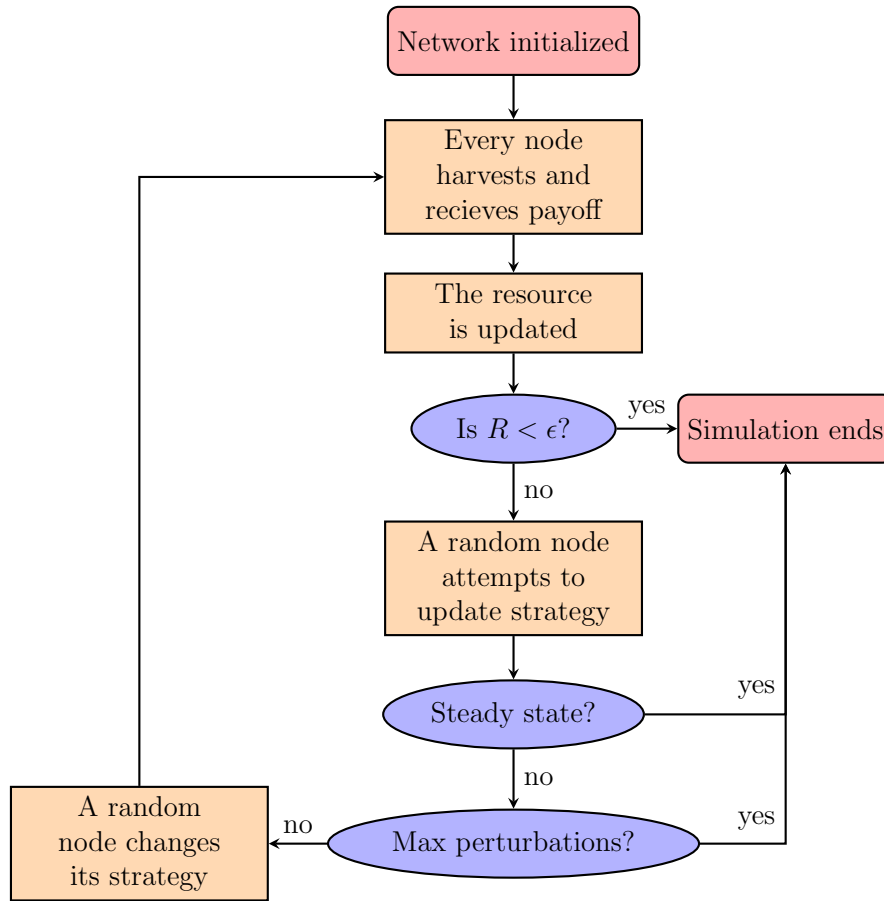 Network initialized
Every node
harvests and
recieves payoff
The resource
is updated
Is R < ϵ?
yes
Simulation ends
no
A random node
attempts to
update strategy
Steady state?
yes
no
Max perturbations?
yes
no
A random
node changes
its strategy